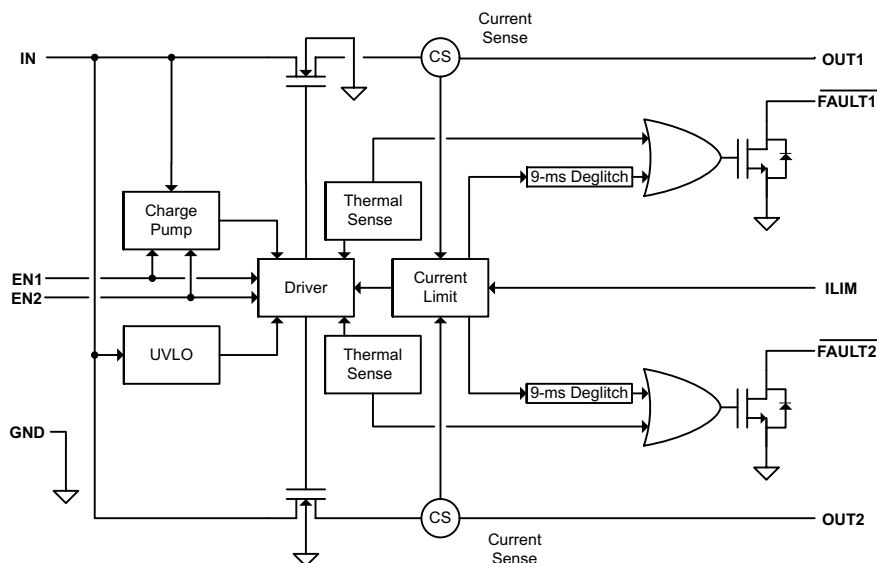 Current
Sense
IN
CS
OUT1
FAULT1
9-ms Deglitch
Charge
Pump
Thermal
Sense
EN1
EN2
Driver
Current
Limit
ILIM
UVLO
Thermal
Sense
FAULT2
9-ms Deglitch
GND
CS
OUT2
Current
Sense